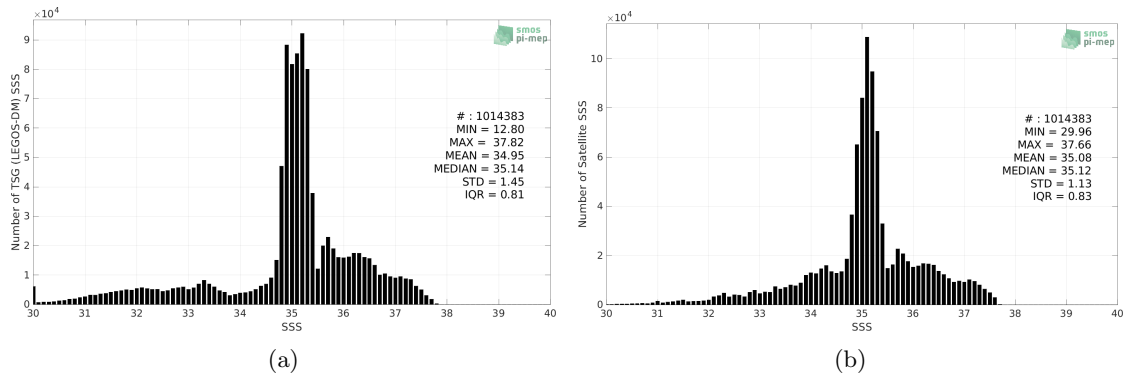 ×10⁴
smos
pi-mep
Number of TSG (LEGOS-DM) SSS
9
8
7
6
5
4
3
2
1
0
# : 1014383
MIN = 12.80
MAX = 37.82
MEAN = 34.95
MEDIAN = 35.14
STD = 1.45
IQR = 0.81
30 31 32 33 34 35 36 37 38 39 40
SSS
(a)
×10⁴
smos
pi-mep
Number of Satellite SSS
10
8
6
4
2
0
# : 1014383
MIN = 29.96
MAX = 37.66
MEAN = 35.08
MEDIAN = 35.12
STD = 1.13
IQR = 0.83
30 31 32 33 34 35 36 37 38 39 40
SSS
(b)